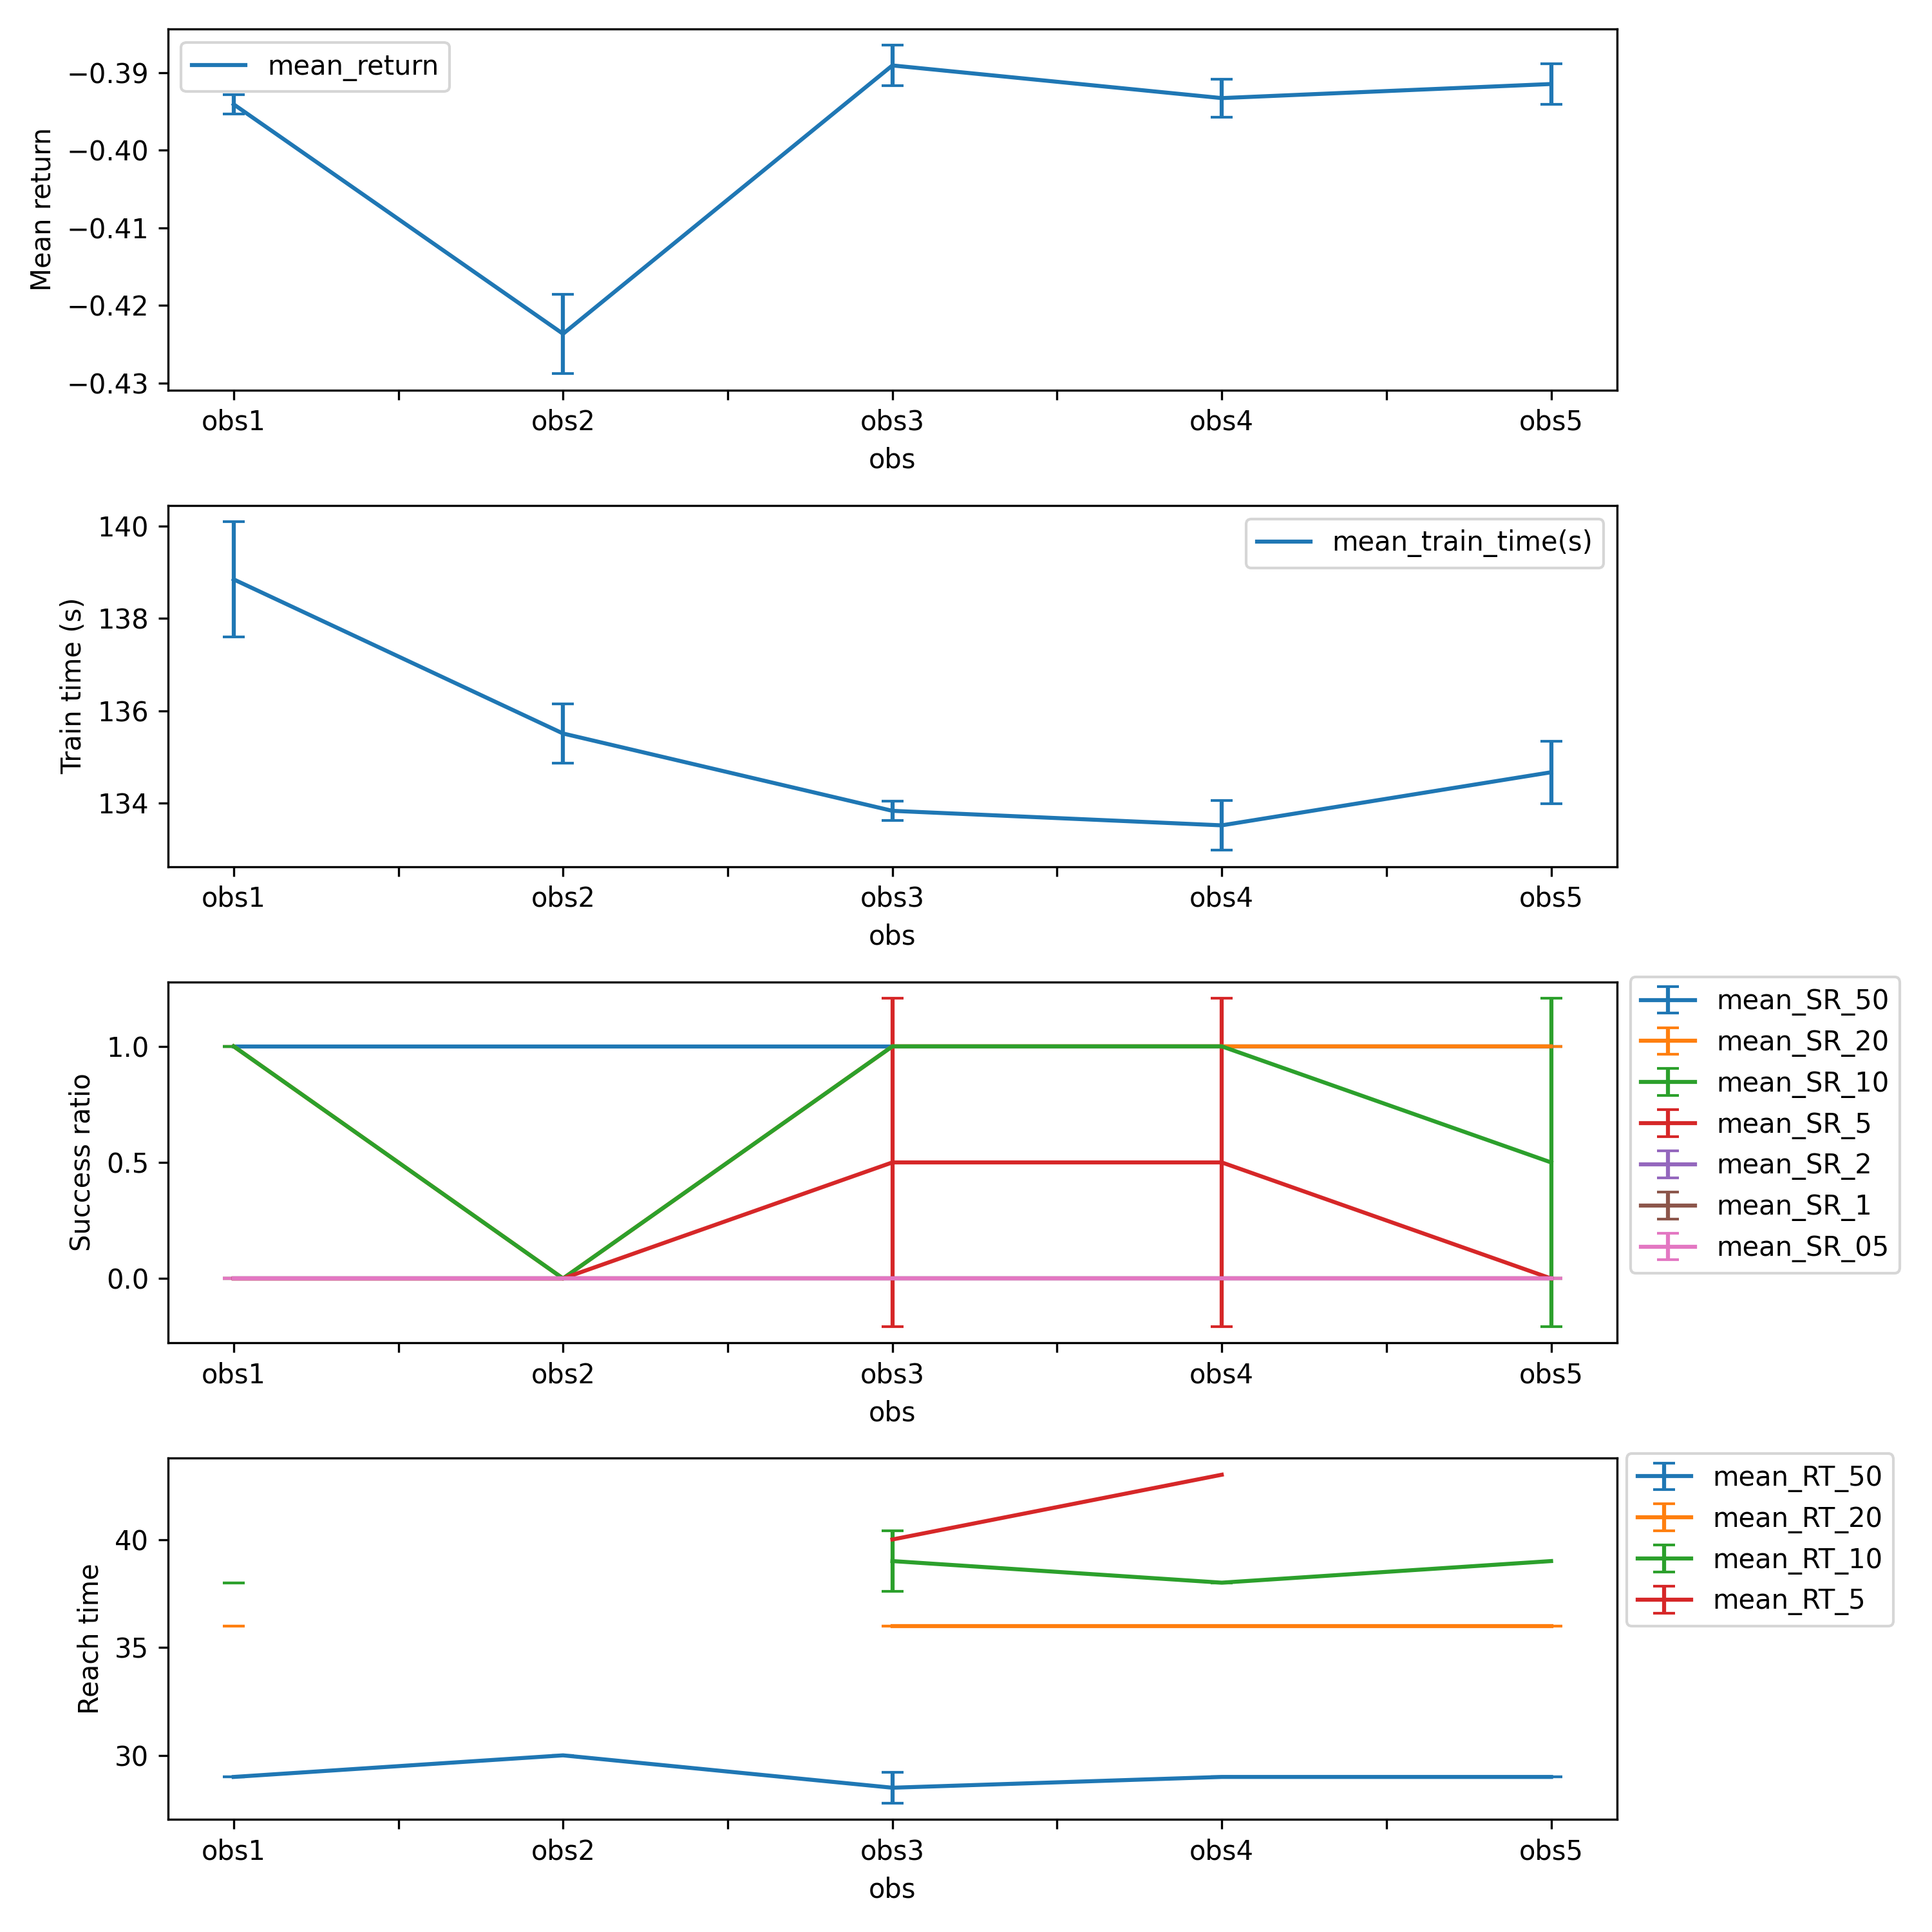 mean_return
−0.39
−0.40
−0.41
−0.42
−0.43
Mean return
obs1 obs2 obs3 obs4 obs5
obs
mean_train_time(s)
140
138
136
134
Train time (s)
obs1 obs2 obs3 obs4 obs5
obs
1.0
0.5
0.0
Success ratio
obs1 obs2 obs3 obs4 obs5
obs
mean_SR_50
mean_SR_20
mean_SR_10
mean_SR_5
mean_SR_2
mean_SR_1
mean_SR_05
40
35
30
Reach time
obs1 obs2 obs3 obs4 obs5
obs
mean_RT_50
mean_RT_20
mean_RT_10
mean_RT_5